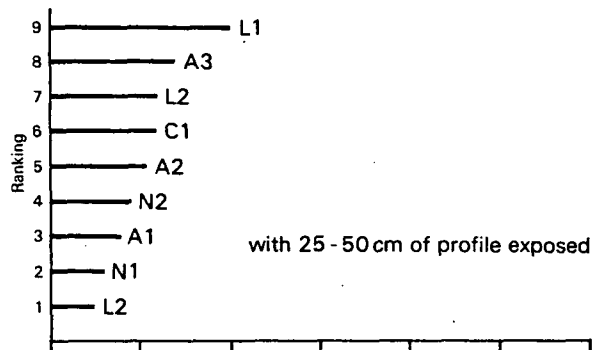 9 L1
8 A3
7 L2
6 C1
5 A2
4 N2
3 A1
2 N1
1 L2
Ranking
with 25 - 50 cm of profile exposed